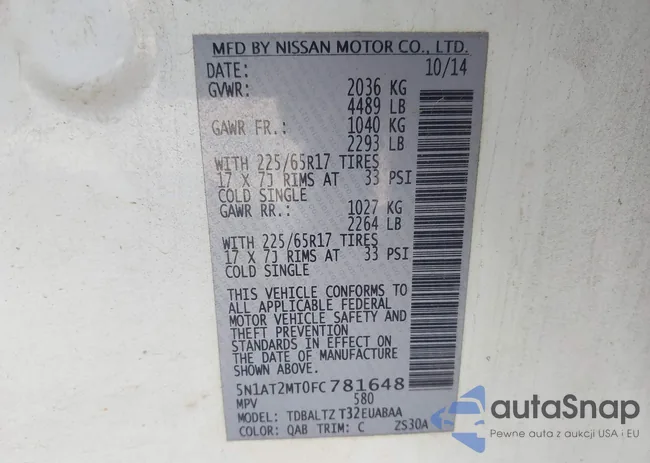 MFD BY NISSAN MOTOR CO., LTD.
DATE: 10/14
GVWR: 2036 KG
4489 LB
GAWR FR.: 1040 KG
2293 LB
WITH 225/65R17 TIRES
17 X 7J RIMS AT 33 PSI
COLD SINGLE
GAWR RR.: 1027 KG
2264 LB
WITH 225/65R17 TIRES
17 X 7J RIMS AT 33 PSI
COLD SINGLE
THIS VEHICLE CONFORMS TO
ALL APPLICABLE FEDERAL
MOTOR VEHICLE SAFETY AND
THEFT PREVENTION
STANDARDS IN EFFECT ON
THE DATE OF MANUFACTURE
SHOWN ABOVE.
5N1AT2MT0FC781648
MPV 580
MODEL: TDBALTZ T32EUABAA
COLOR: QAB TRIM: C ZS30A
autaSnap
Pewne auta z aukcji USA i EU